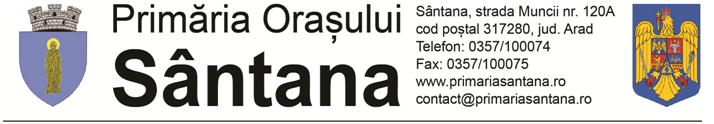 Primăria Orașului
Sântana
Sântana, strada Muncii nr. 120A
cod poștal 317280, jud. Arad
Telefon: 0357/100074
Fax: 0357/100075
www.primariasantana.ro
contact@primariasantana.ro